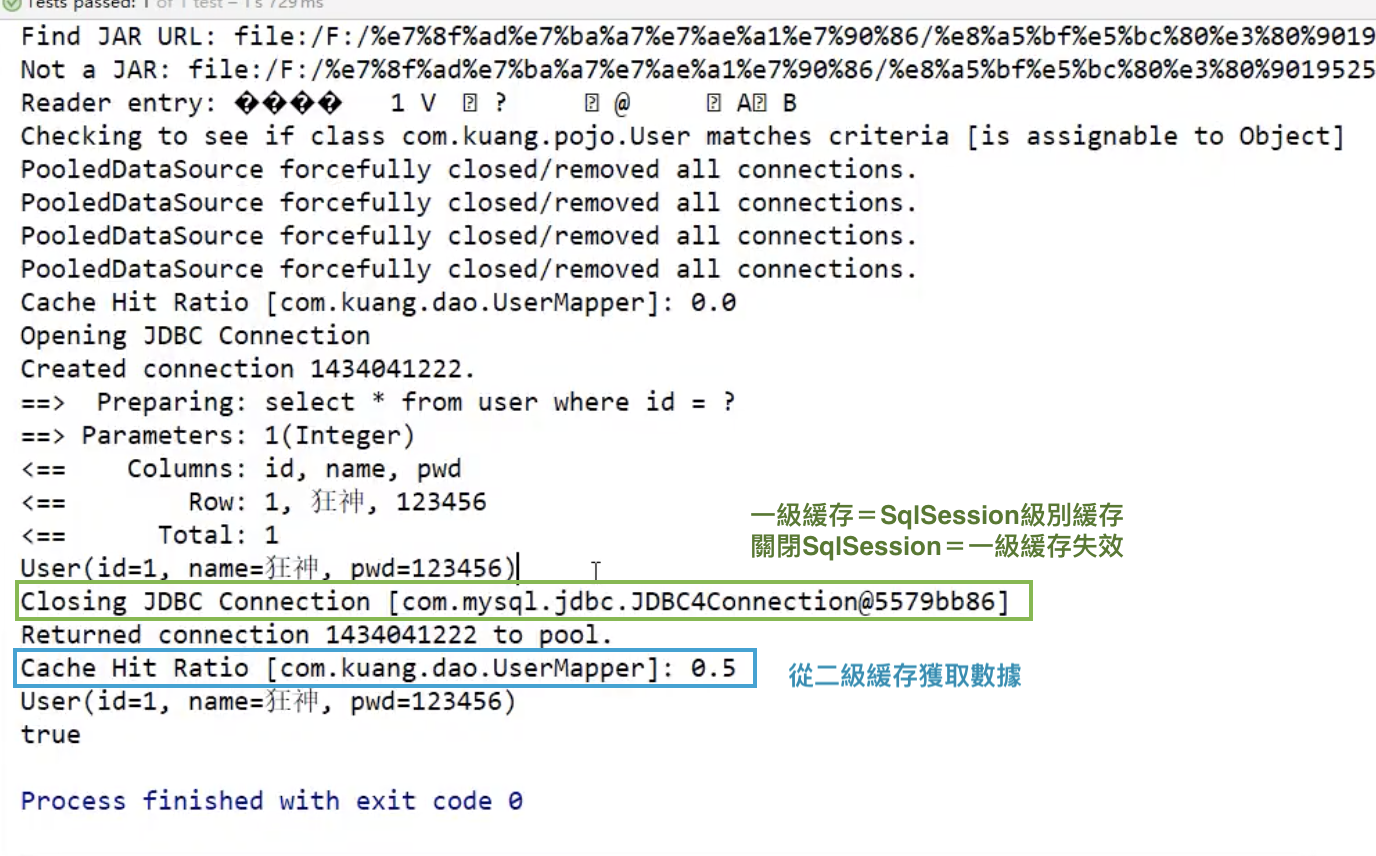 Tests passed: 1 of 1 test – 1 s 729 ms
Find JAR URL: file:/F:/%e7%8f%ad%e7%ba%a7%e7%ae%a1%e7%90%86/%e8%a5%bf%e5%bc%80%e3%80%9019
Not a JAR: file:/F:/%e7%8f%ad%e7%ba%a7%e7%ae%a1%e7%90%86/%e8%a5%bf%e5%bc%80%e3%80%9019525
Reader entry: ���� 1 V ? @ A B
Checking to see if class com.kuang.pojo.User matches criteria [is assignable to Object]
PooledDataSource forcefully closed/removed all connections.
PooledDataSource forcefully closed/removed all connections.
PooledDataSource forcefully closed/removed all connections.
PooledDataSource forcefully closed/removed all connections.
Cache Hit Ratio [com.kuang.dao.UserMapper]: 0.0
Opening JDBC Connection
Created connection 1434041222.
==> Preparing: select * from user where id = ?
==> Parameters: 1(Integer)
<== Columns: id, name, pwd
<== Row: 1, 狂神, 123456
<== Total: 1
一級緩存＝SqlSession級別緩存
關閉SqlSession＝一級緩存失效
User(id=1, name=狂神, pwd=123456)
Closing JDBC Connection [com.mysql.jdbc.JDBC4Connection@5579bb86]
Returned connection 1434041222 to pool.
Cache Hit Ratio [com.kuang.dao.UserMapper]: 0.5
從二級緩存獲取數據
User(id=1, name=狂神, pwd=123456)
true
Process finished with exit code 0